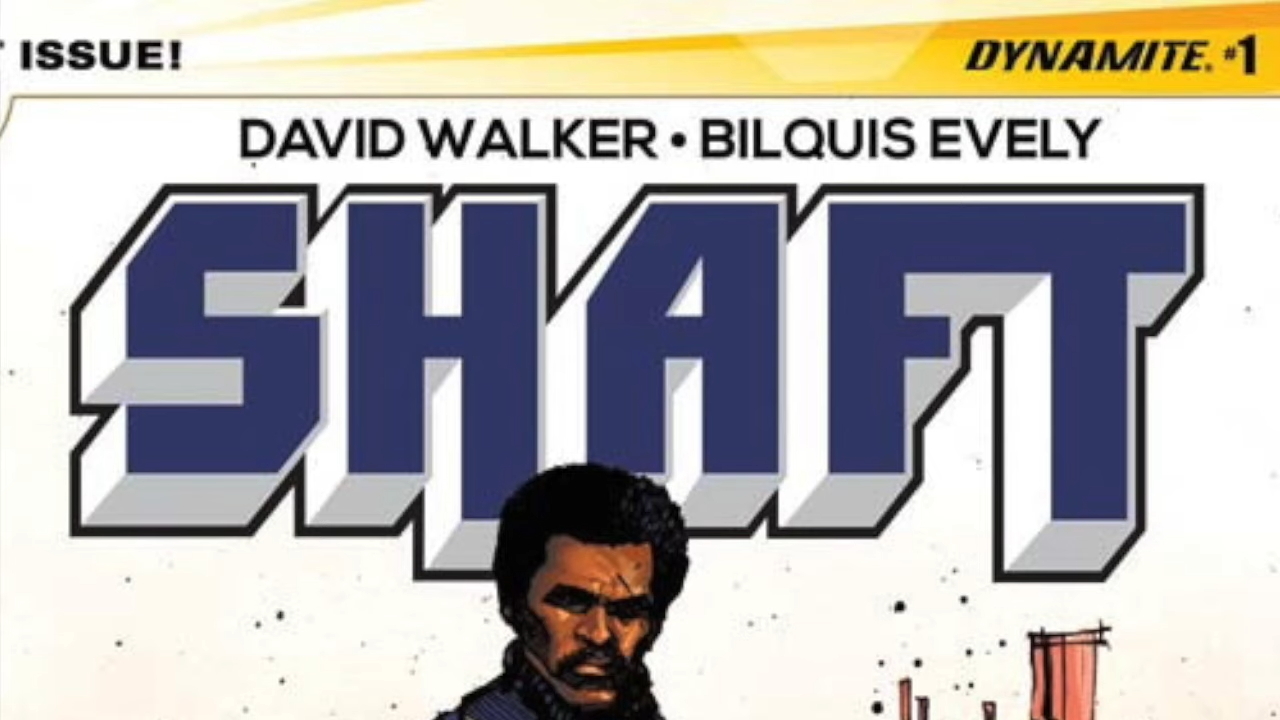 ISSUE!
DYNAMITE. #1
DAVID WALKER • BILQUIS EVELY
SHAFT